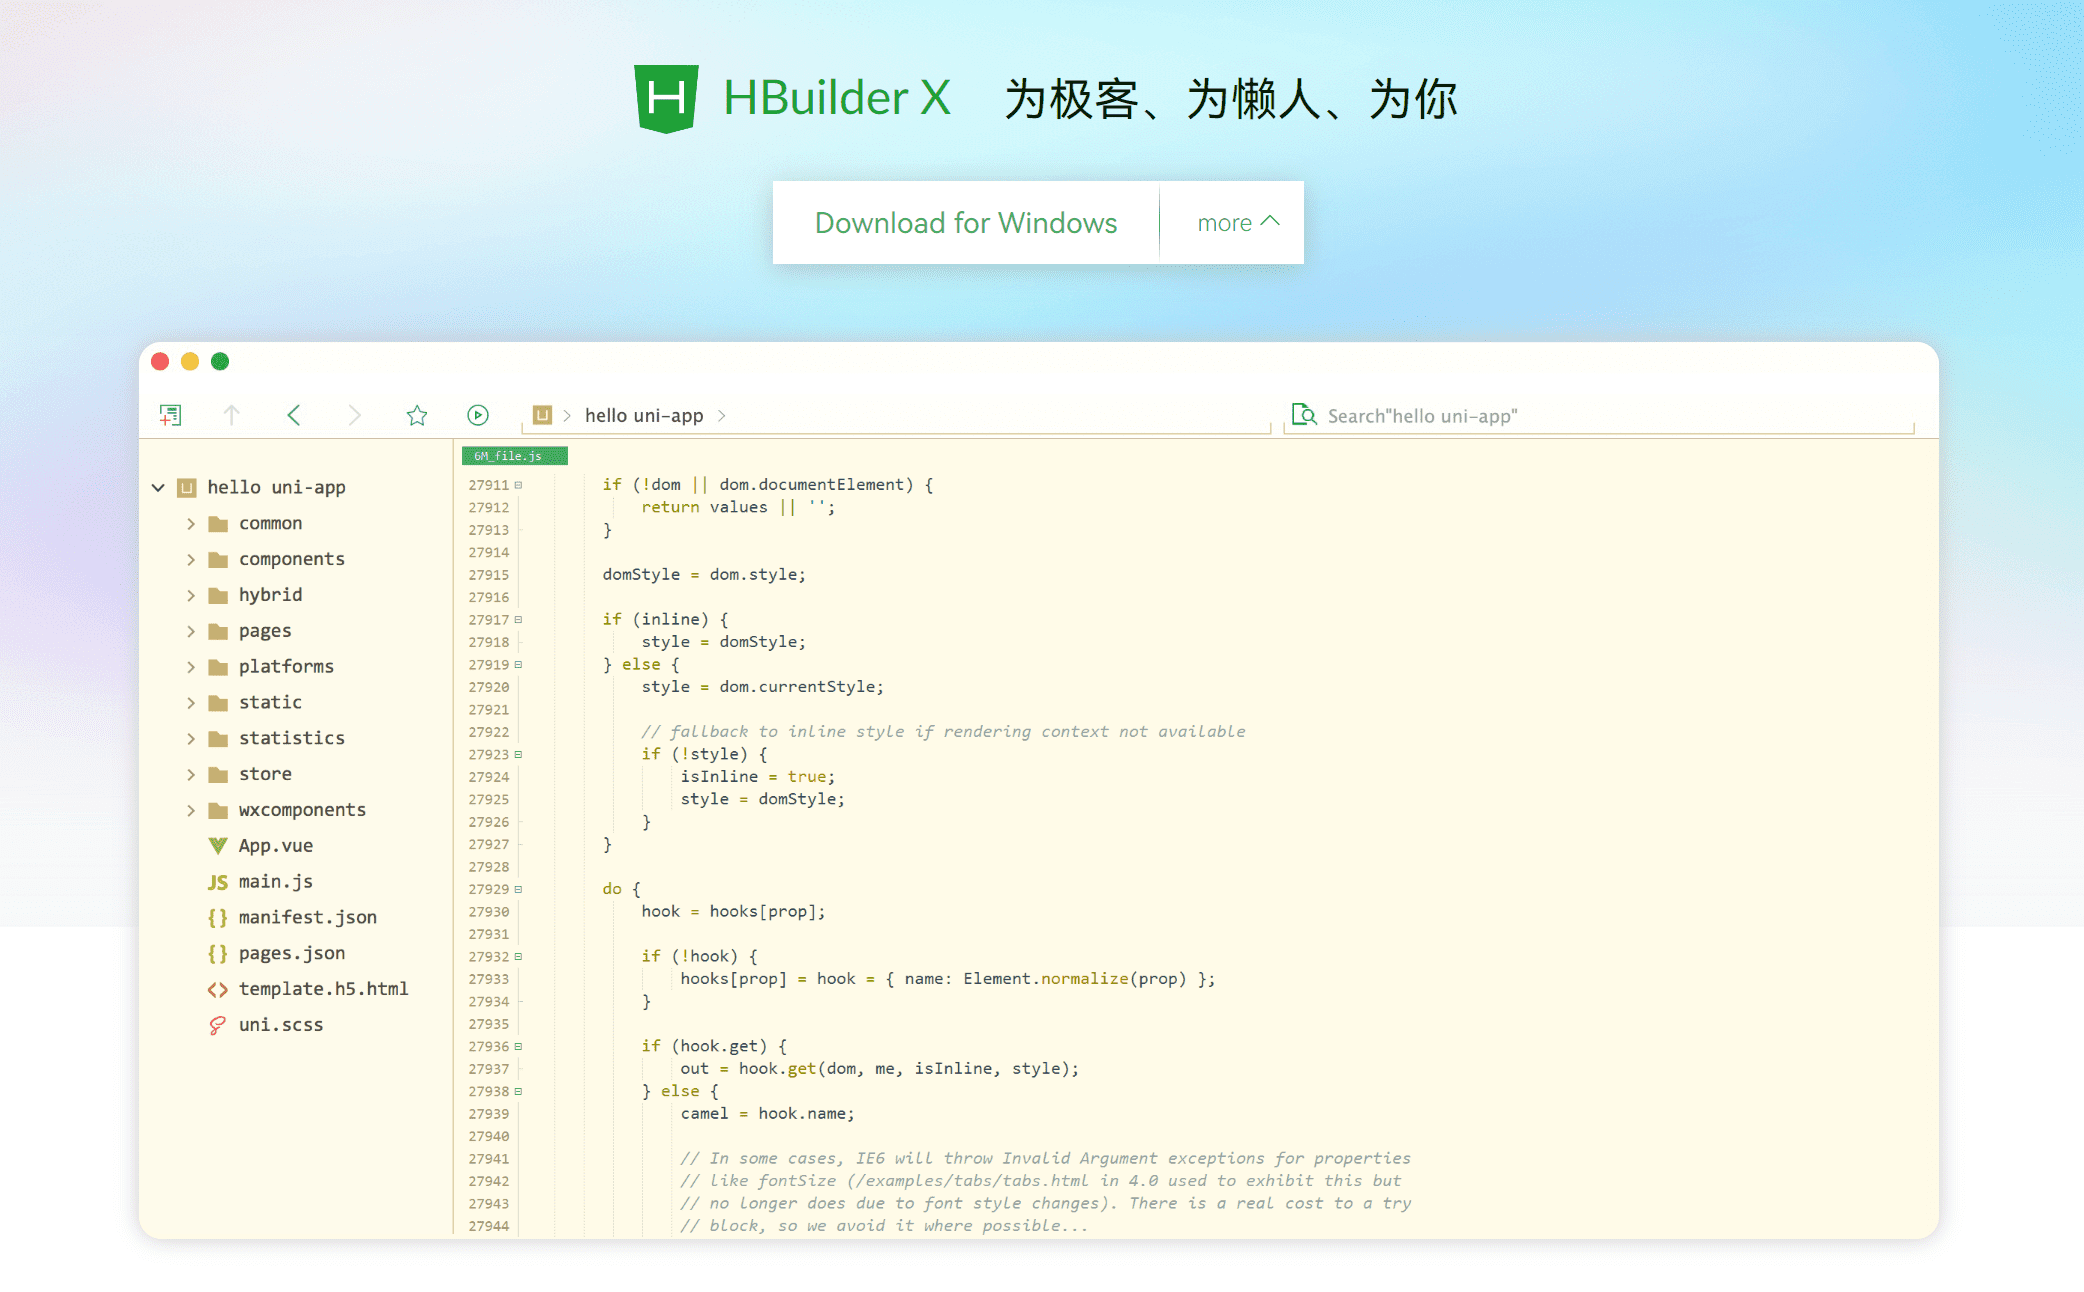 H HBuilder X 为极客、为懒人、为你
Download for Windows more
hello uni-app
Search"hello uni-app"
hello uni-app
common
components
hybrid
pages
platforms
static
statistics
store
wxcomponents
App.vue
JS main.js
{} manifest.json
{} pages.json
<> template.h5.html
uni.scss
6M_file.js
27911 if (!dom || dom.documentElement) {
27912 return values || '';
27913 }
27914
27915 domStyle = dom.style;
27916
27917 if (inline) {
27918 style = domStyle;
27919 } else {
27920 style = dom.currentStyle;
27921
27922 // fallback to inline style if rendering context not available
27923 if (!style) {
27924 isInline = true;
27925 style = domStyle;
27926 }
27927 }
27928
27929 do {
27930 hook = hooks[prop];
27931
27932 if (!hook) {
27933 hooks[prop] = hook = { name: Element.normalize(prop) };
27934 }
27935
27936 if (hook.get) {
27937 out = hook.get(dom, me, isInline, style);
27938 } else {
27939 camel = hook.name;
27940
27941 // In some cases, IE6 will throw Invalid Argument exceptions for properties
27942 // like fontSize (/examples/tabs/tabs.html in 4.0 used to exhibit this but
27943 // no longer does due to font style changes). There is a real cost to a try
27944 // block, so we avoid it where possible...